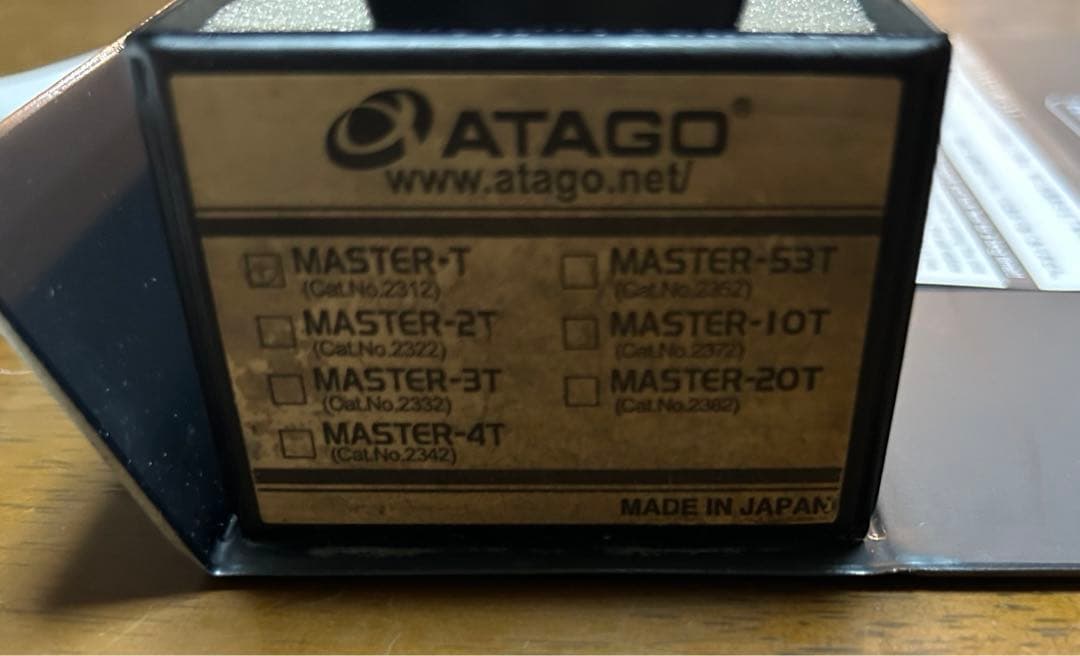 ATAGO®
www.atago.net/
MASTER-T
(Cat.No.2312)
MASTER-2T
(Cat.No.2322)
MASTER-3T
(Cat.No.2332)
MASTER-4T
(Cat.No.2342)
MASTER-53T
(Cat.No.2352)
MASTER-10T
(Cat.No.2372)
MASTER-20T
(Cat.No.2382)
MADE IN JAPAN